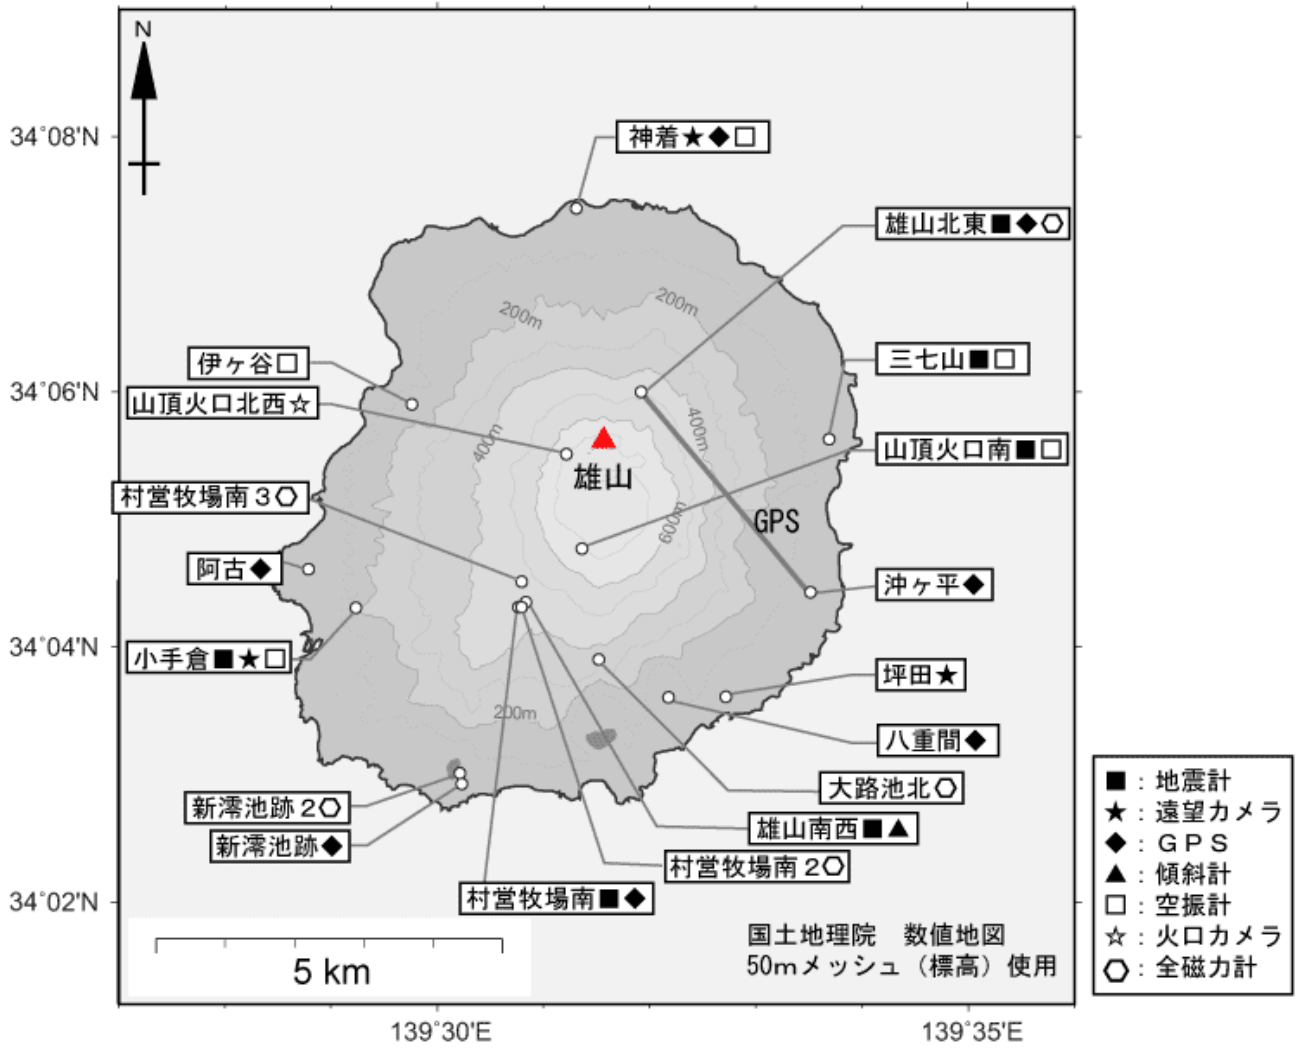 N
34°08'N
神着★◆□
雄山北東■◆⬡
200m
200m
伊ヶ谷□
三七山■□
34°06'N
山頂火口北西☆
400m
400m
山頂火口南■□
雄山
村営牧場南3⬡
600m
GPS
阿古◆
沖ヶ平◆
34°04'N
小手倉■★□
坪田★
200m
八重間◆
大路池北⬡
新澪池跡2⬡
雄山南西■▲
新澪池跡◆
村営牧場南2⬡
村営牧場南■◆
34°02'N
国土地理院 数値地図
50mメッシュ(標高)使用
5 km
139°30'E
139°35'E
■:地震計
★:遠望カメラ
◆:GPS
▲:傾斜計
□:空振計
☆:火口カメラ
⬡:全磁力計